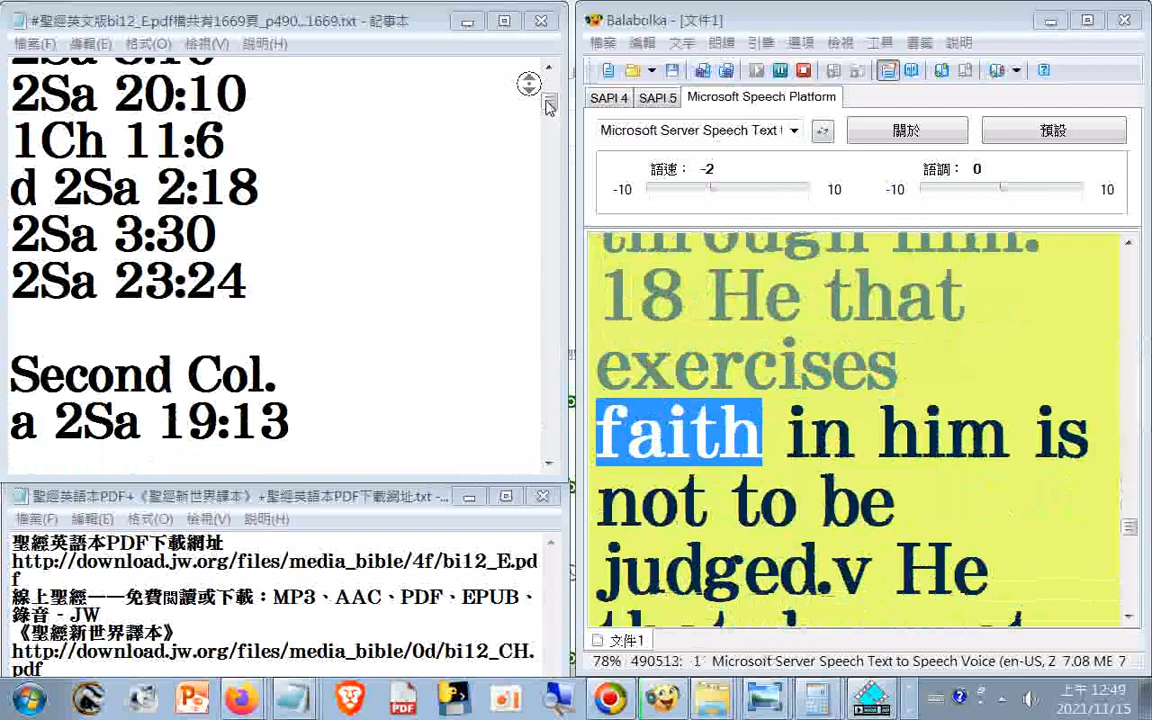 #聖經英文版bi12_E.pdf檔共有1669頁_p490,..1669.txt - 記事本
檔案(F) 編輯(E) 格式(O) 檢視(V) 說明(H)
2Sa 20:10
1Ch 11:6
d 2Sa 2:18
2Sa 3:30
2Sa 23:24
Second Col.
a 2Sa 19:13
聖經英語本PDF+《聖經新世界譯本》+聖經英語本PDF下載網址.txt -...
檔案(F) 編輯(E) 格式(O) 檢視(V) 說明(H)
聖經英語本PDF下載網址
http://download.jw.org/files/media_bible/4f/bi12_E.pd
f
線上聖經——免費閱讀或下載：MP3、AAC、PDF、EPUB、
錄音 - JW
《聖經新世界譯本》
http://download.jw.org/files/media_bible/0d/bi12_CH.
pdf
Balabolka - [文件1]
檔案 編輯 文字 朗讀 引擎 選項 檢視 工具 書籤 說明
SAPI 4 SAPI 5 Microsoft Speech Platform
Microsoft Server Speech Text 關於 預設
語速： -2 語調： 0
-10 10 -10 10
through him.
18 He that
exercises
faith in him is
not to be
judged.v He
文件1
78% 490513: 1 Microsoft Server Speech Text to Speech Voice (en-US, Z 7.08 ME 7
PDF
上午 12:49
2021/11/15